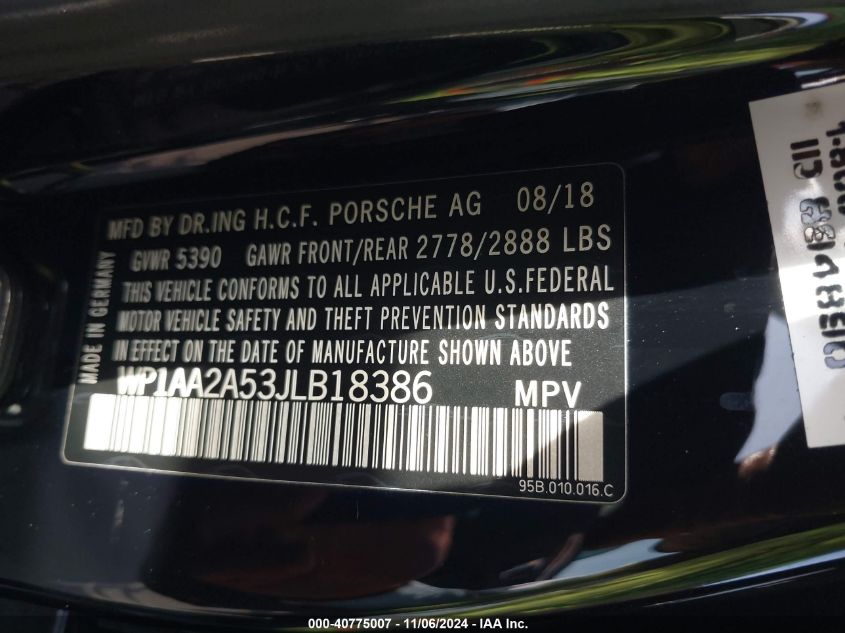 MFD BY DR.ING H.C.F. PORSCHE AG 08/18
GVWR 5390 GAWR FRONT/REAR 2778/2888 LBS
THIS VEHICLE CONFORMS TO ALL APPLICABLE U.S.FEDERAL
MOTOR VEHICLE SAFETY AND THEFT PREVENTION STANDARDS
IN EFFECT ON THE DATE OF MANUFACTURE SHOWN ABOVE
WP1AA2A53JLB18386 MPV
95B.010.016.C
MADE IN GERMANY
000-40775007 - 11/06/2024 - IAA Inc.